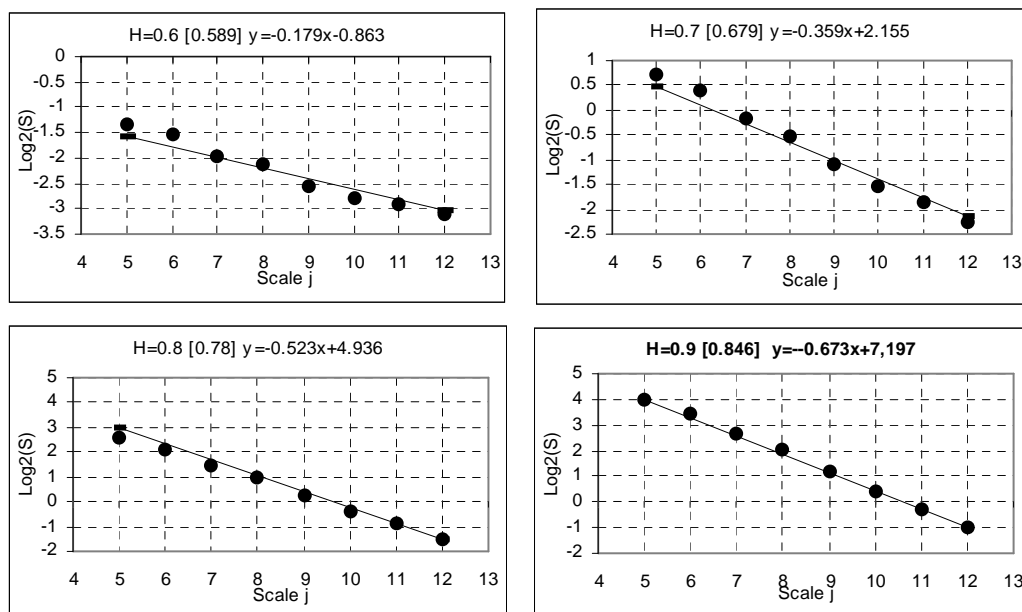 H=0.6 [0.589] y=-0.179x-0.863
0
-0.5
-1
-1.5
-2
-2.5
-3
-3.5
Log2(S)
4 5 6 7 8 9 10 11 12 13
Scale j
H=0.7 [0.679] y=-0.359x+2.155
1
0.5
0
-0.5
-1
-1.5
-2
-2.5
Log2(S)
4 5 6 7 8 9 10 11 12 13
Scale j
H=0.8 [0.78] y=-0.523x+4.936
5
4
3
2
1
0
-1
-2
Log2(S)
4 5 6 7 8 9 10 11 12 13
Scale j
H=0.9 [0.846] y=--0.673x+7,197
5
4
3
2
1
0
-1
-2
Log2(S)
4 5 6 7 8 9 10 11 12 13
Scale j